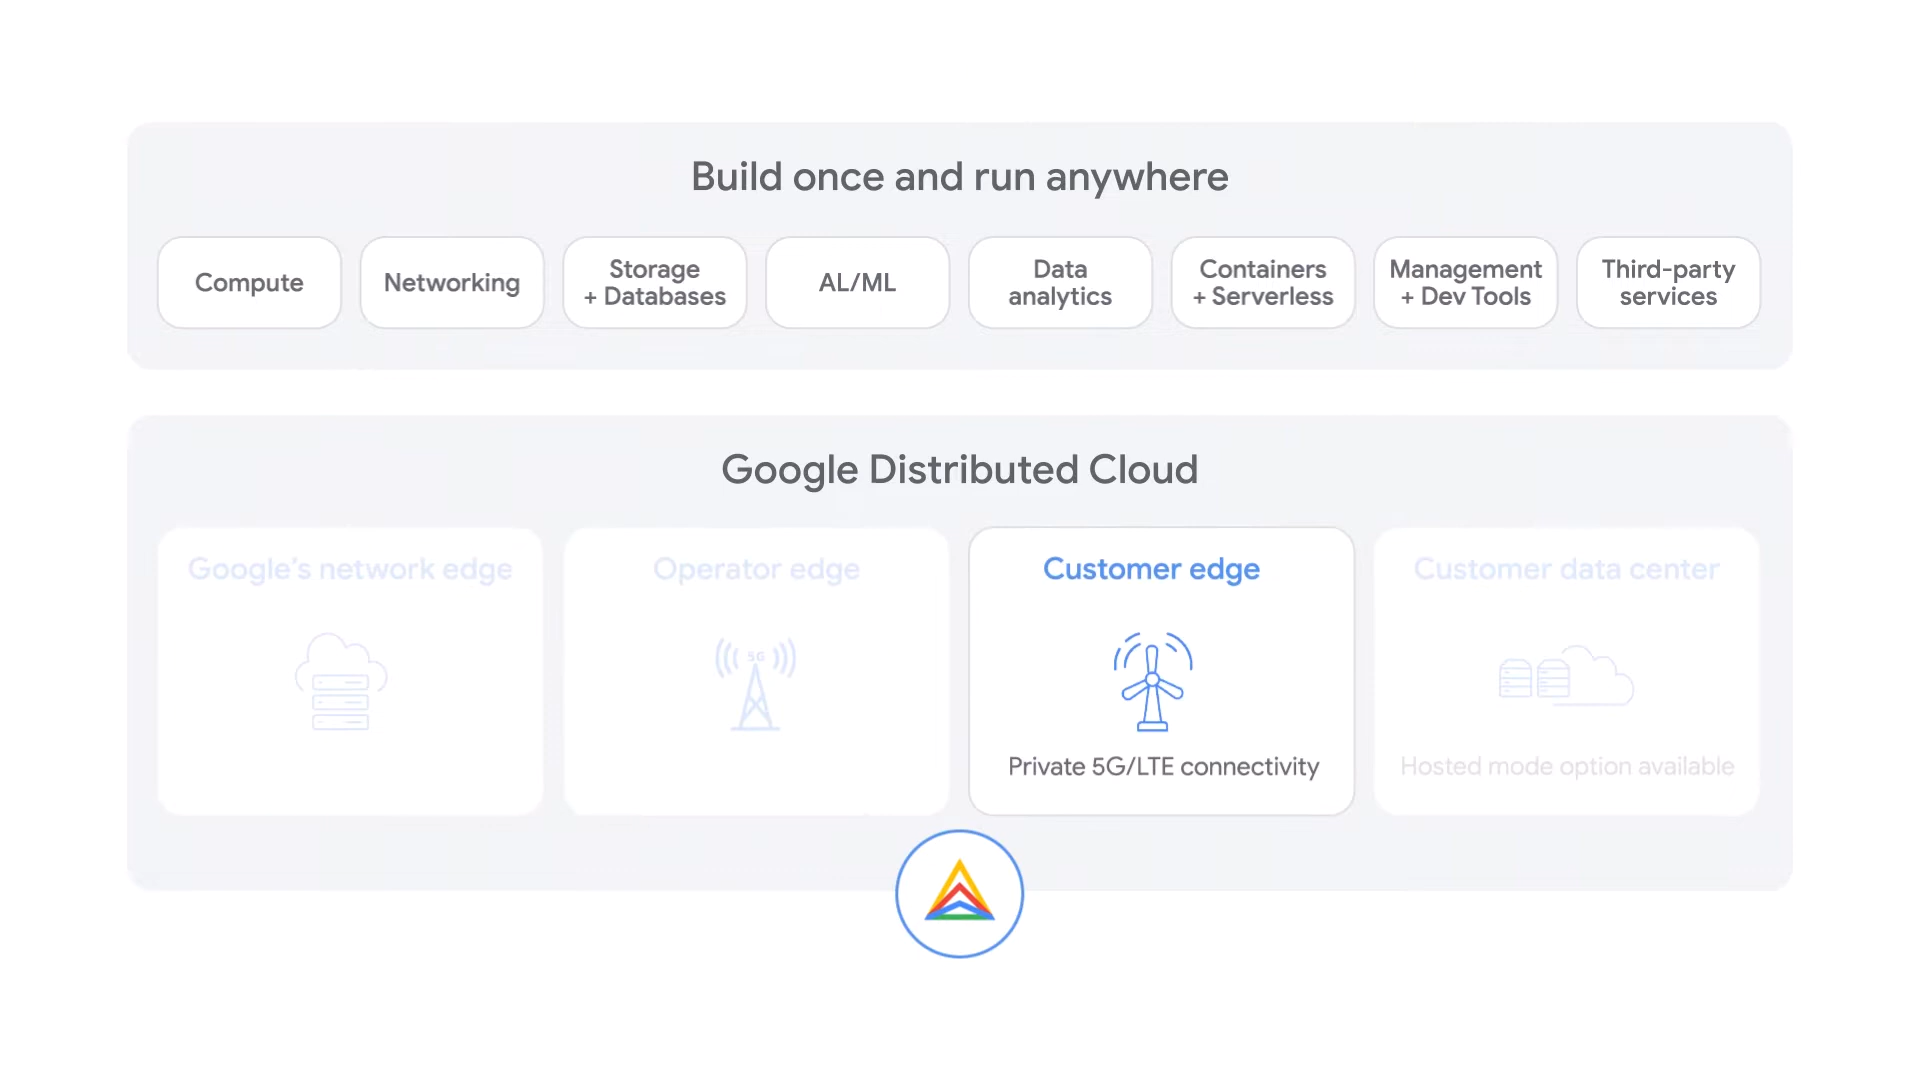 Build once and run anywhere
Compute
Networking
Storage
+ Databases
AL/ML
Data
analytics
Containers
+ Serverless
Management
+ Dev Tools
Third-party
services
Google Distributed Cloud
Google's network edge
Operator edge
5G
Customer edge
Private 5G/LTE connectivity
Customer data center
Hosted mode option available